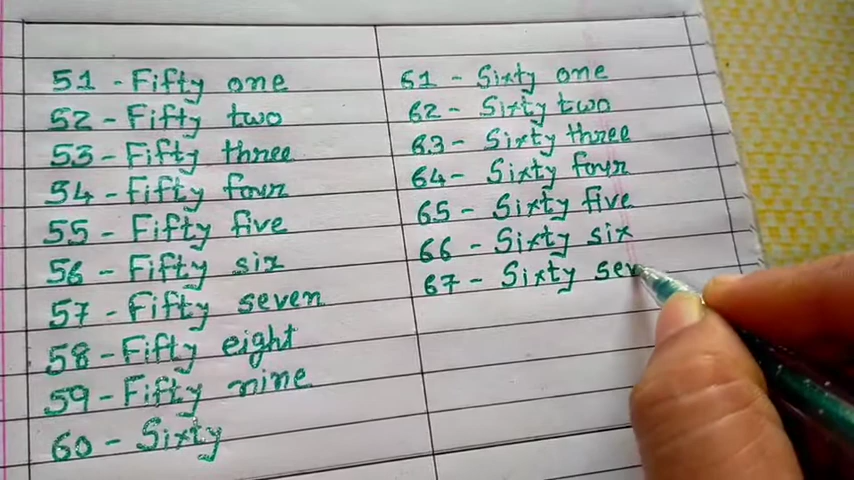 51 - Fifty one
52 - Fifty two
53 - Fifty three
54 - Fifty four
55 - Fifty five
56 - Fifty six
57 - Fifty seven
58 - Fifty eight
59 - Fifty nine
60 - Sixty
61 - Sixty one
62 - Sixty two
63 - Sixty three
64 - Sixty four
65 - Sixty five
66 - Sixty six
67 - Sixty sev